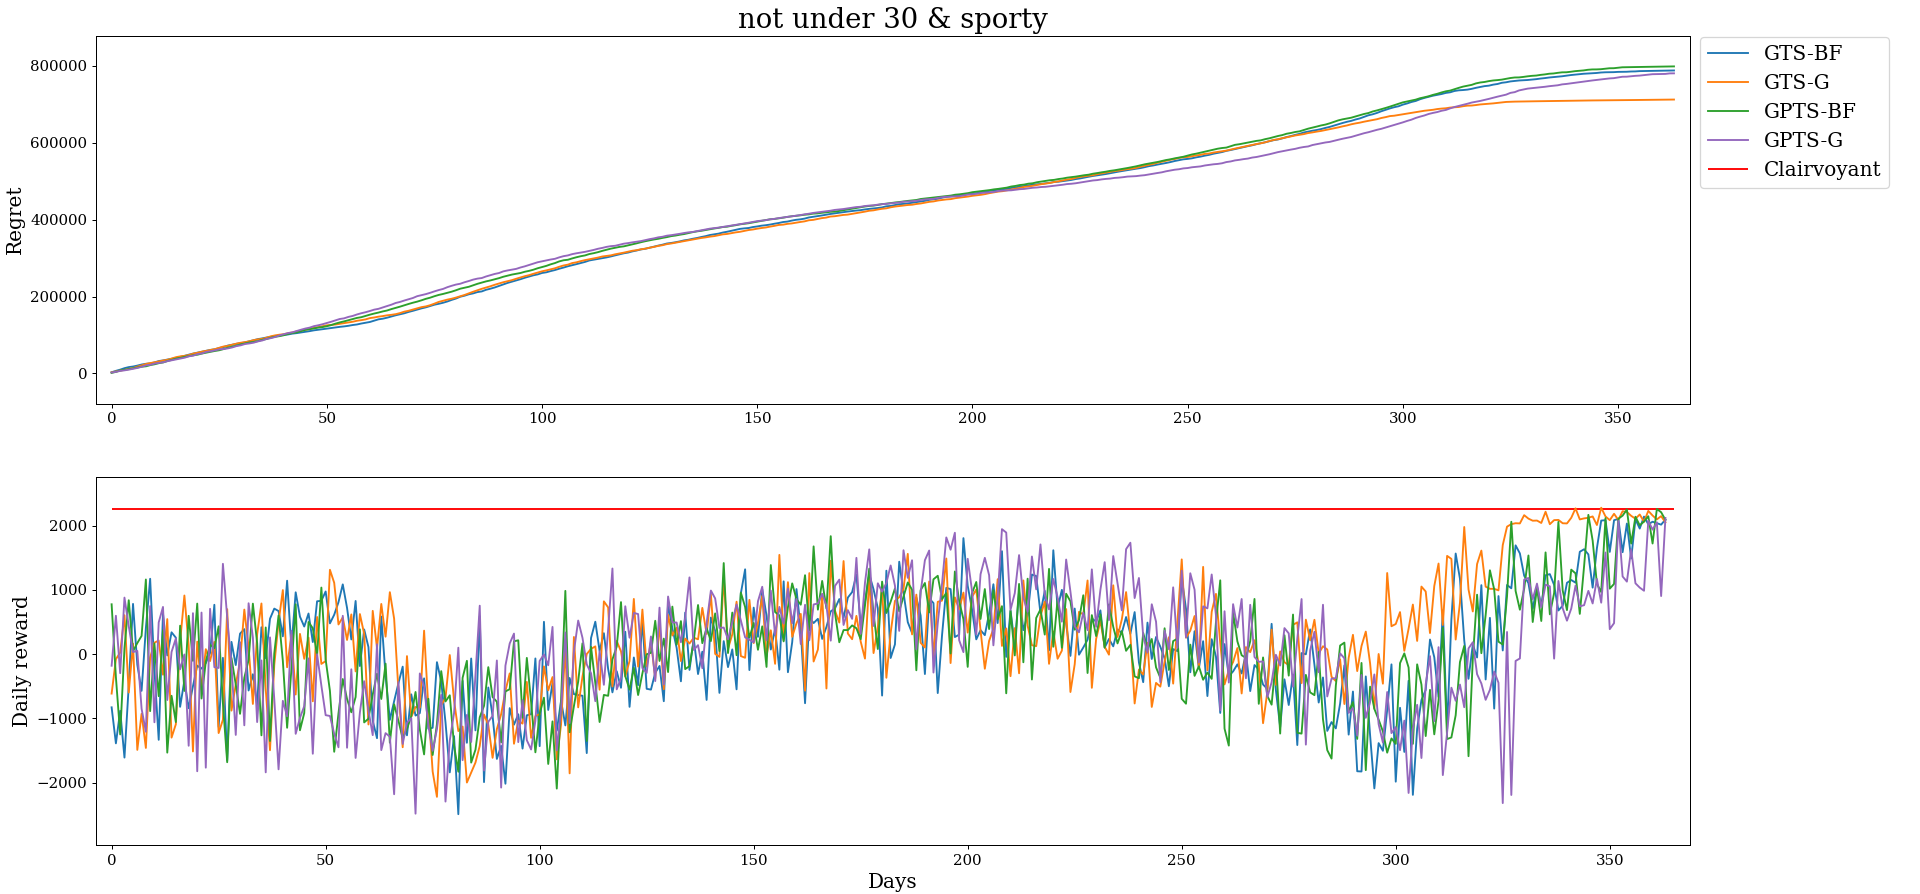 not under 30 & sporty
GTS-BF
GTS-G
GPTS-BF
GPTS-G
Clairvoyant
Regret
800000
600000
400000
200000
0
0 50 100 150 200 250 300 350
Daily reward
2000
1000
0
−1000
−2000
0 50 100 150 200 250 300 350
Days